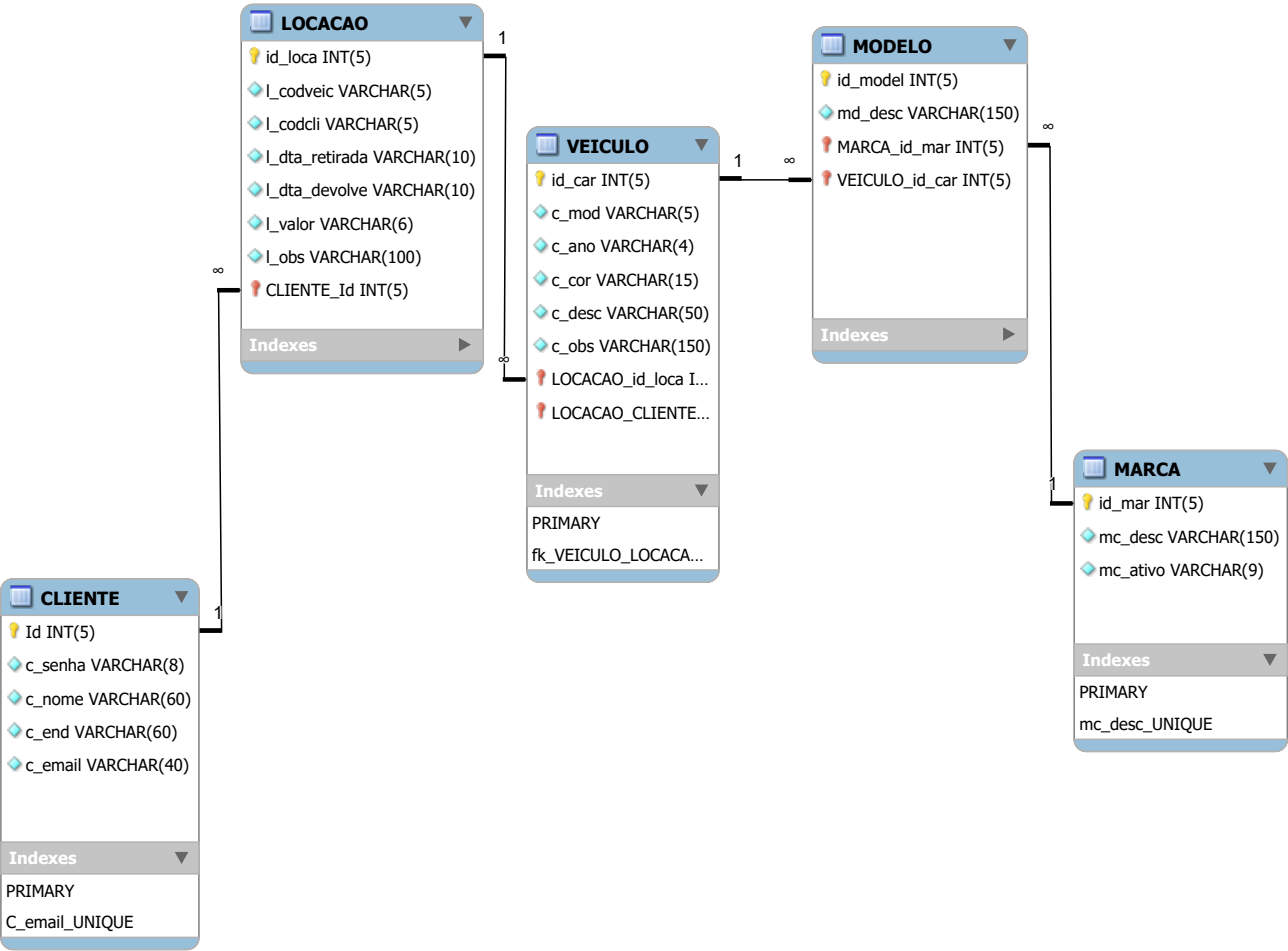 LOCACAO
id_loca INT(5)
l_codveic VARCHAR(5)
l_codcli VARCHAR(5)
l_dta_retirada VARCHAR(10)
l_dta_devolve VARCHAR(10)
l_valor VARCHAR(6)
l_obs VARCHAR(100)
CLIENTE_Id INT(5)
Indexes
1
∞
VEICULO
id_car INT(5)
c_mod VARCHAR(5)
c_ano VARCHAR(4)
c_cor VARCHAR(15)
c_desc VARCHAR(50)
c_obs VARCHAR(150)
LOCACAO_id_loca I...
LOCACAO_CLIENTE...
Indexes
PRIMARY
fk_VEICULO_LOCACA...
∞
1
∞
MODELO
id_model INT(5)
md_desc VARCHAR(150)
MARCA_id_mar INT(5)
VEICULO_id_car INT(5)
Indexes
∞
1
MARCA
id_mar INT(5)
mc_desc VARCHAR(150)
mc_ativo VARCHAR(9)
Indexes
PRIMARY
mc_desc_UNIQUE
CLIENTE
1
Id INT(5)
c_senha VARCHAR(8)
c_nome VARCHAR(60)
c_end VARCHAR(60)
c_email VARCHAR(40)
Indexes
PRIMARY
C_email_UNIQUE